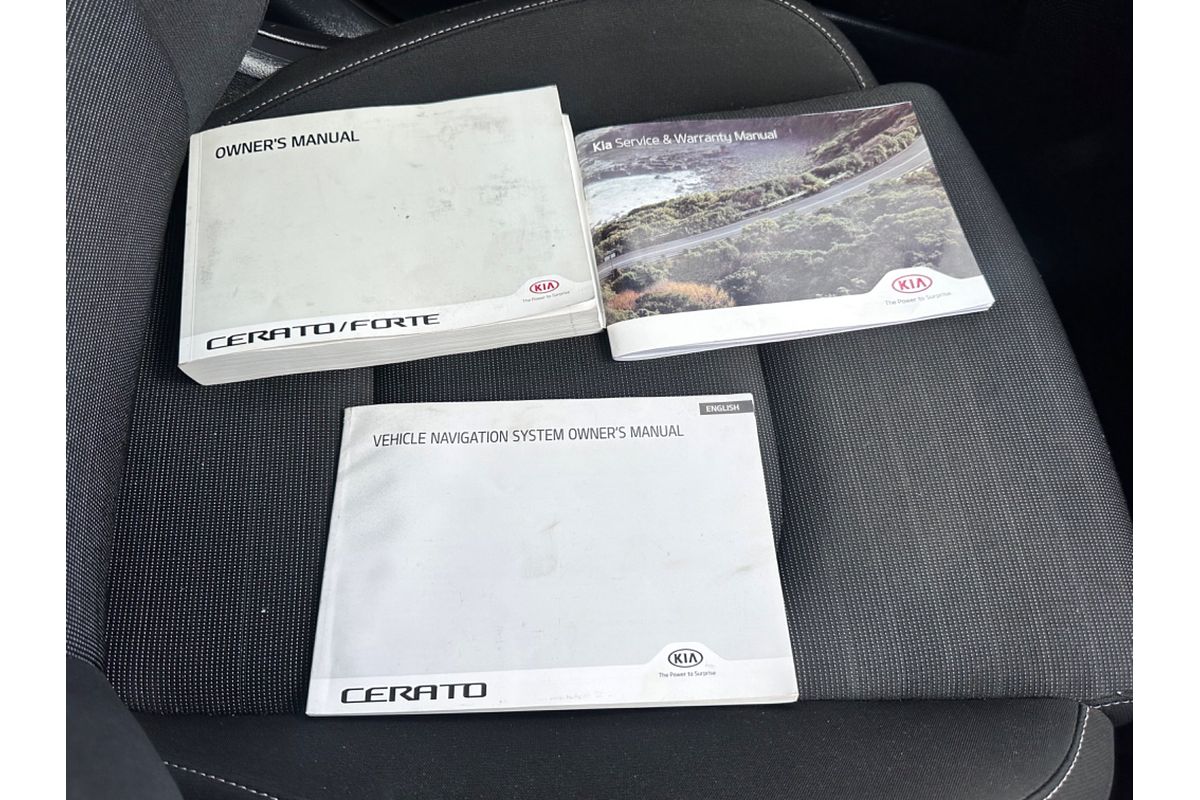 OWNER'S MANUAL
KIA
The Power to Surprise
CERATO/FORTE
Kia Service & Warranty Manual
KIA
The Power to Surprise
ENGLISH
VEHICLE NAVIGATION SYSTEM OWNER'S MANUAL
KIA
The Power to Surprise
CERATO